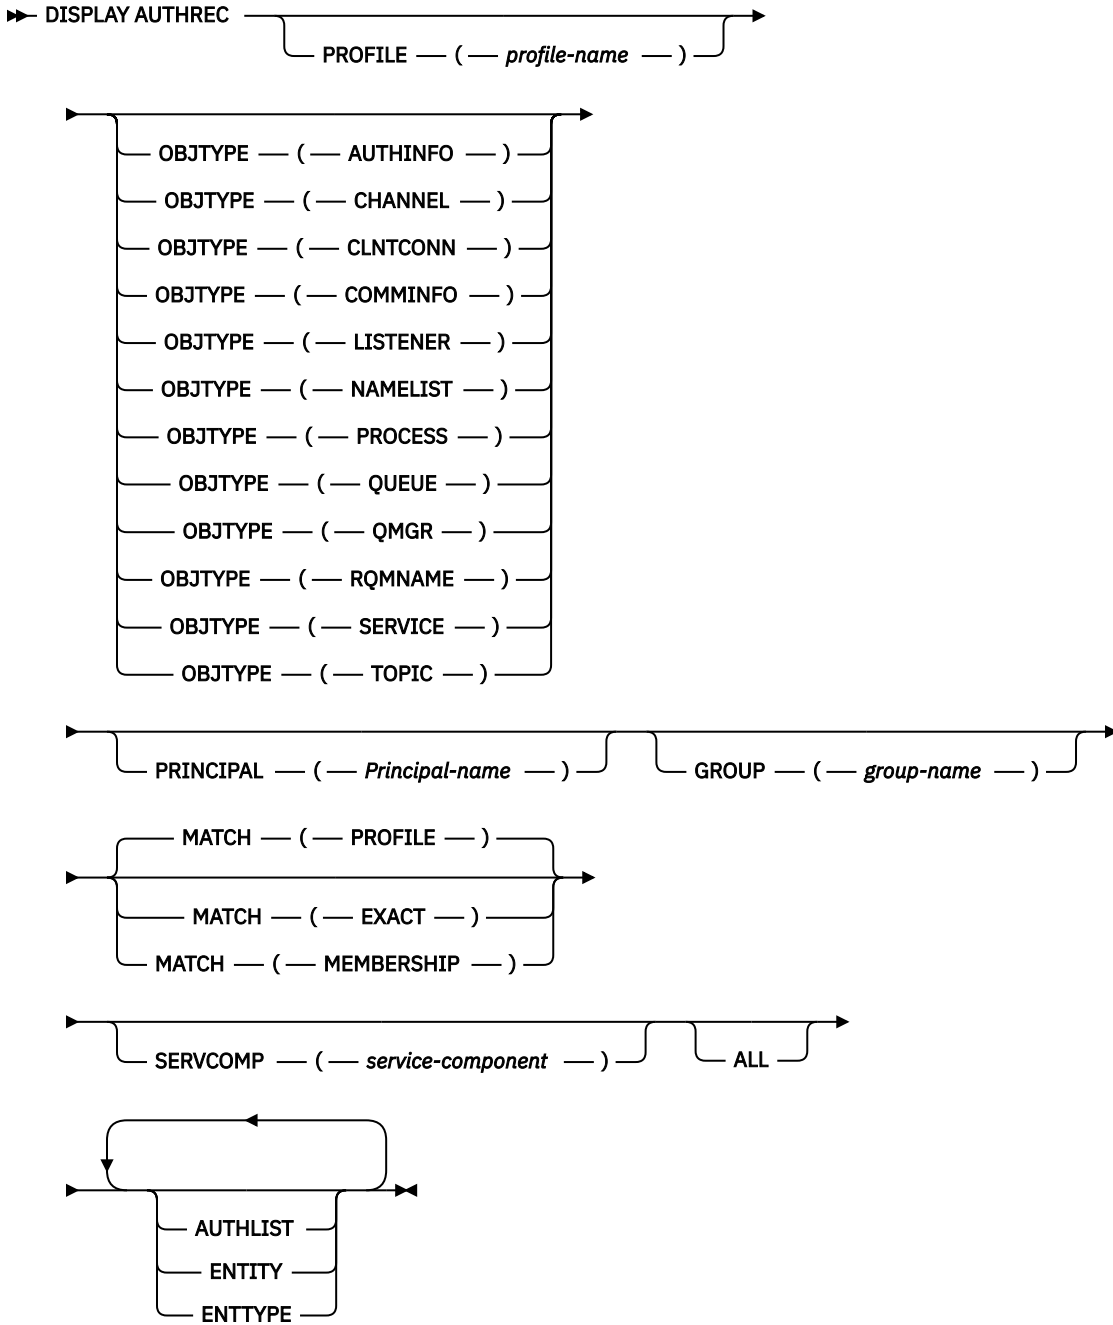 DISPLAY AUTHREC
PROFILE ( profile-name )
OBJTYPE ( AUTHINFO )
OBJTYPE ( CHANNEL )
OBJTYPE ( CLNTCONN )
OBJTYPE ( COMMINFO )
OBJTYPE ( LISTENER )
OBJTYPE ( NAMELIST )
OBJTYPE ( PROCESS )
OBJTYPE ( QUEUE )
OBJTYPE ( QMGR )
OBJTYPE ( RQMNAME )
OBJTYPE ( SERVICE )
OBJTYPE ( TOPIC )
PRINCIPAL ( Principal-name ) GROUP ( group-name )
MATCH ( PROFILE )
MATCH ( EXACT )
MATCH ( MEMBERSHIP )
SERVCOMP ( service-component ) ALL
AUTHLIST
ENTITY
ENTTYPE